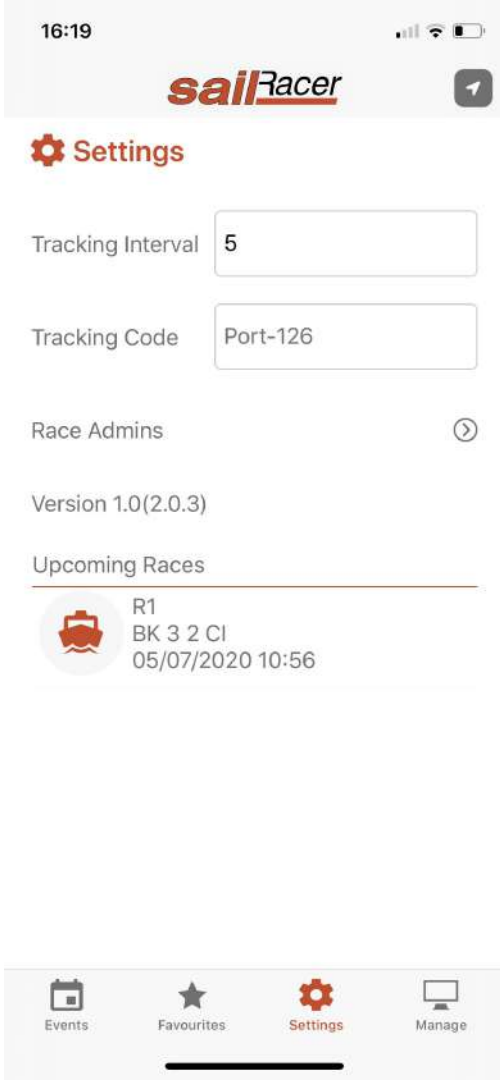 16:19
sailRacer
Settings
Tracking Interval 5
Tracking Code Port-126
Race Admins
Version 1.0(2.0.3)
Upcoming Races
R1
BK 3 2 Cl
05/07/2020 10:56
Events Favourites Settings Manage